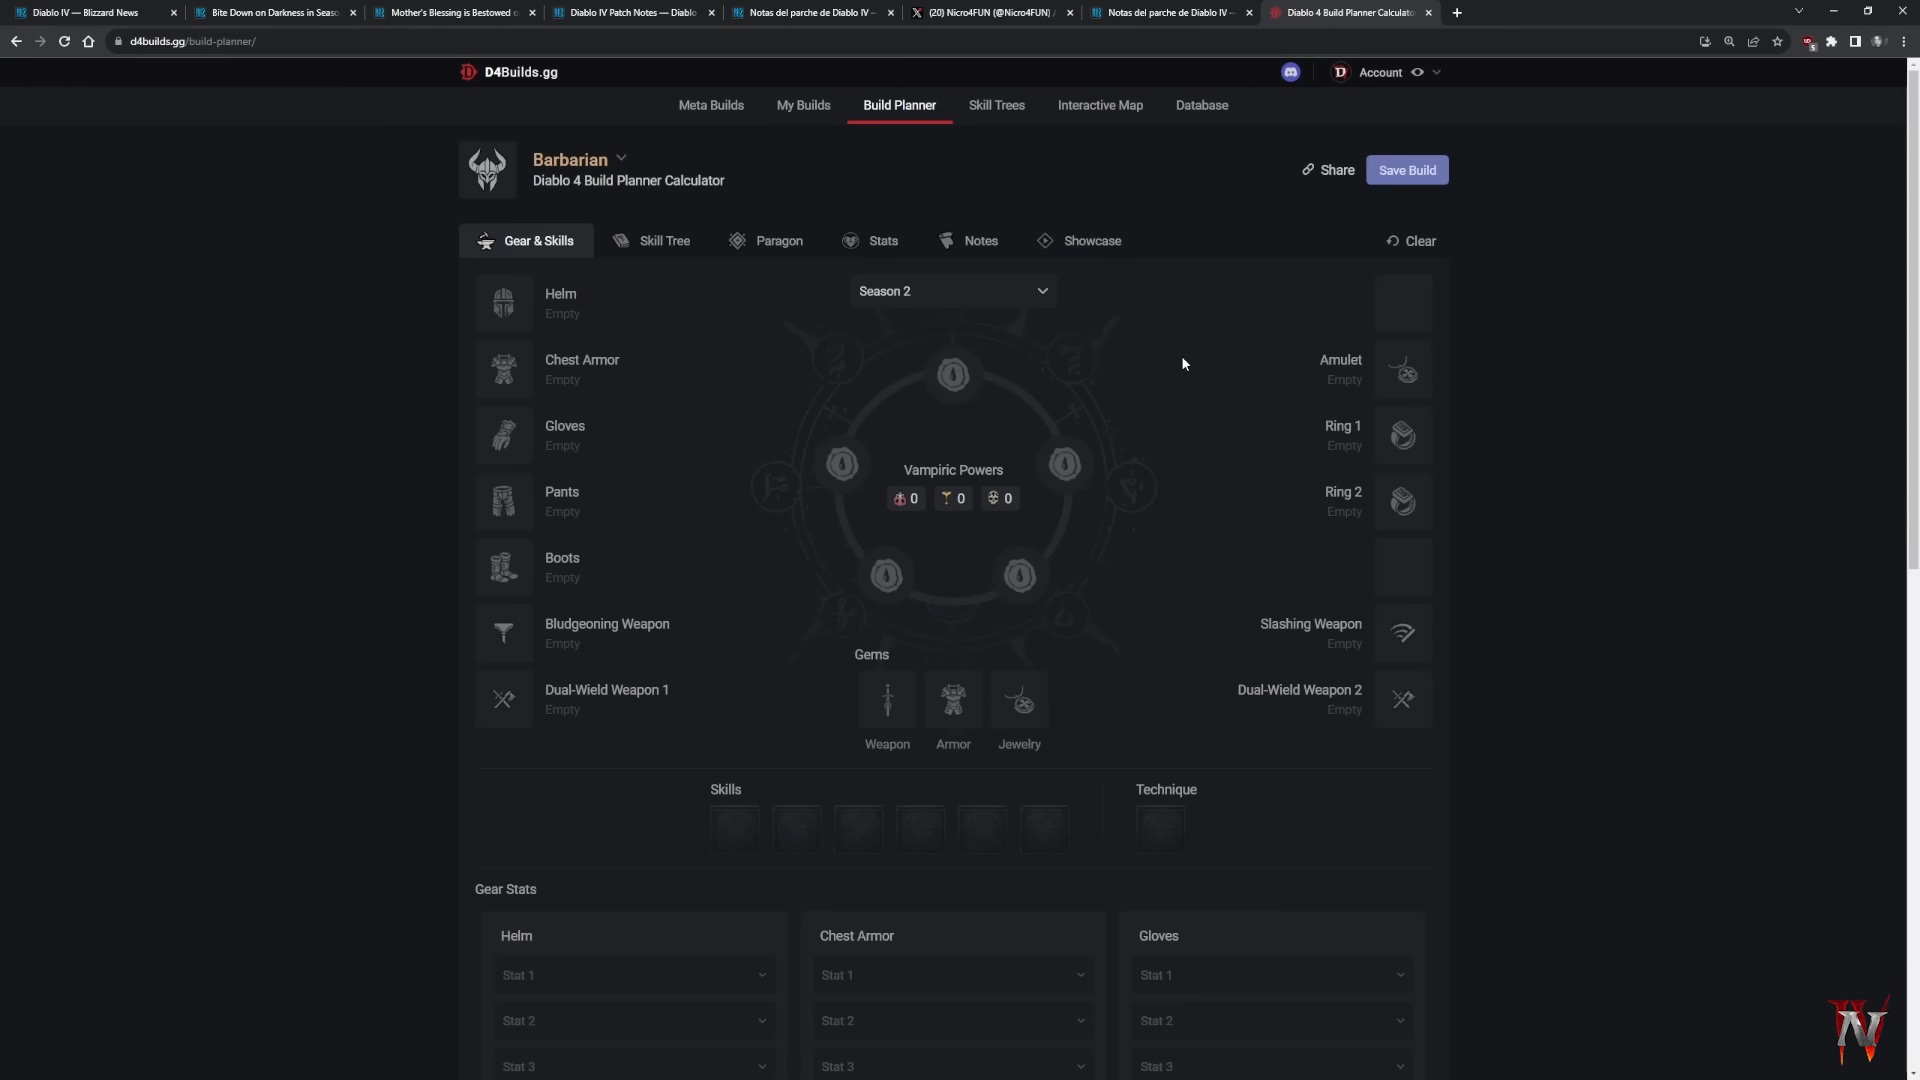 Diablo IV — Blizzard News
Bite Down on Darkness in Seaso
Mother's Blessing is Bestowed o
Diablo IV Patch Notes — Diablo
Notas del parche de Diablo IV —
(20) Nicro4FUN (@Nicro4FUN) /
Notas del parche de Diablo IV —
Diablo 4 Build Planner Calculato
d4builds.gg/build-planner/
D4Builds.gg
Account
Meta Builds
My Builds
Build Planner
Skill Trees
Interactive Map
Database
Barbarian
Diablo 4 Build Planner Calculator
Share
Save Build
Gear & Skills
Skill Tree
Paragon
Stats
Notes
Showcase
Clear
Helm
Empty
Season 2
Chest Armor
Empty
Amulet
Empty
Gloves
Empty
Ring 1
Empty
Vampiric Powers
0 0 0
Pants
Empty
Ring 2
Empty
Boots
Empty
Bludgeoning Weapon
Empty
Slashing Weapon
Empty
Gems
Dual-Wield Weapon 1
Empty
Dual-Wield Weapon 2
Empty
Weapon
Armor
Jewelry
Skills
Technique
Gear Stats
Helm
Chest Armor
Gloves
Stat 1
Stat 1
Stat 1
Stat 2
Stat 2
Stat 2
Stat 3
Stat 3
Stat 3